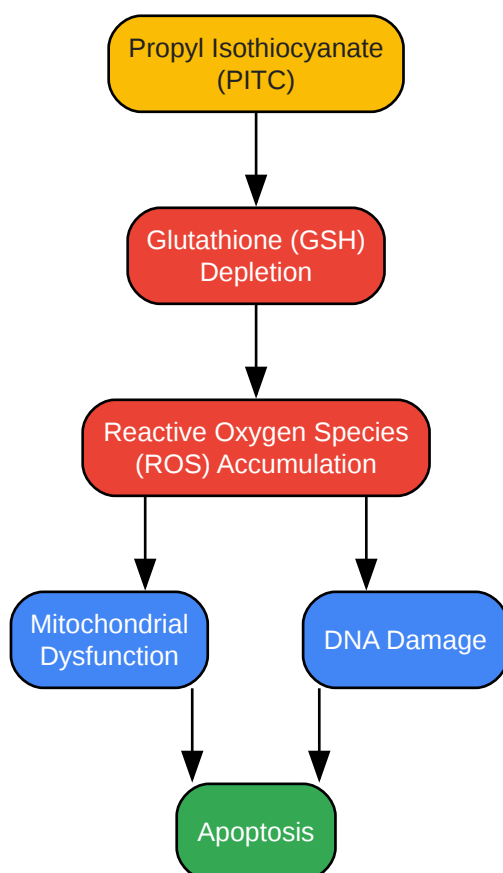 Propyl Isothiocyanate
(PITC)
Glutathione (GSH)
Depletion
Reactive Oxygen Species
(ROS) Accumulation
Mitochondrial
Dysfunction
DNA Damage
Apoptosis